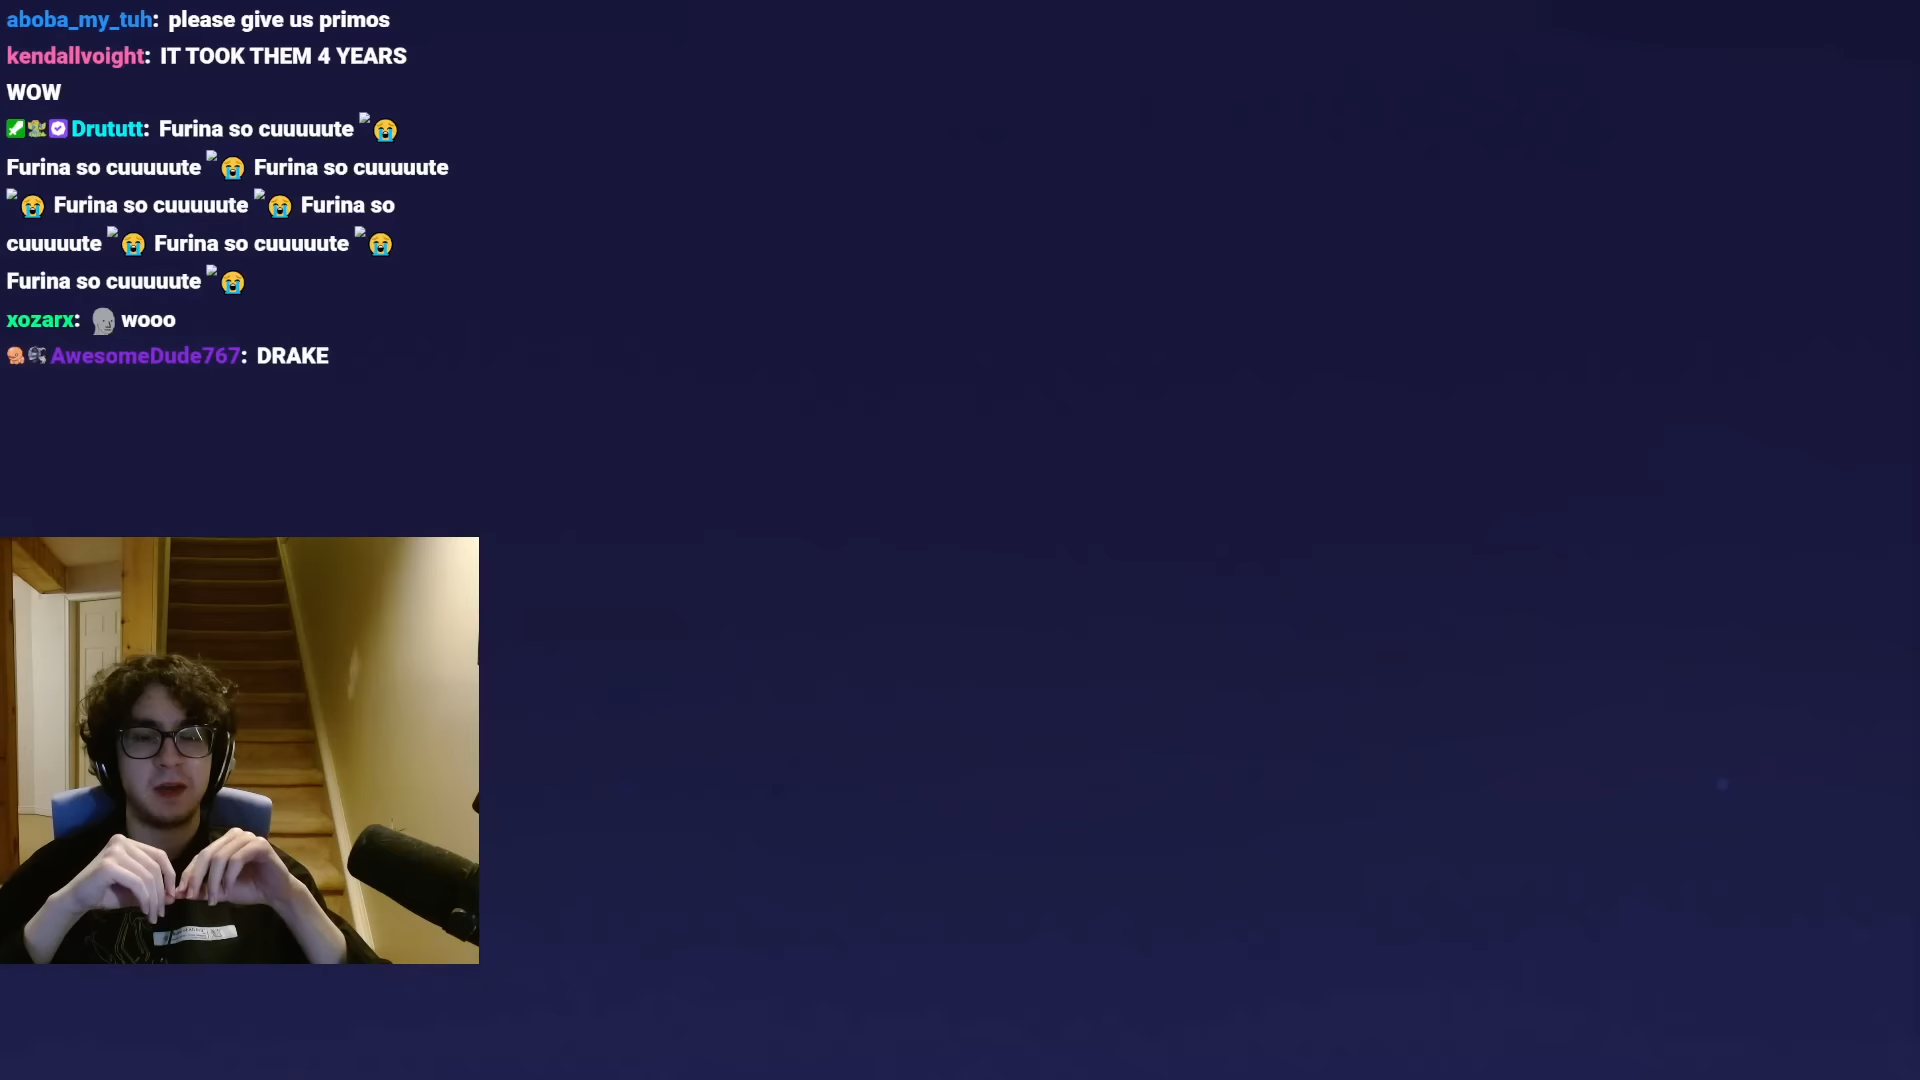 aboba_my_tuh: please give us primos
kendallvoight: IT TOOK THEM 4 YEARS
WOW
Drututt: Furina so cuuuuute 😭
Furina so cuuuuute 😭 Furina so cuuuuute
😭 Furina so cuuuuute 😭 Furina so
cuuuuute 😭 Furina so cuuuuute 😭
Furina so cuuuuute 😭
xozarx: wooo
AwesomeDude767: DRAKE